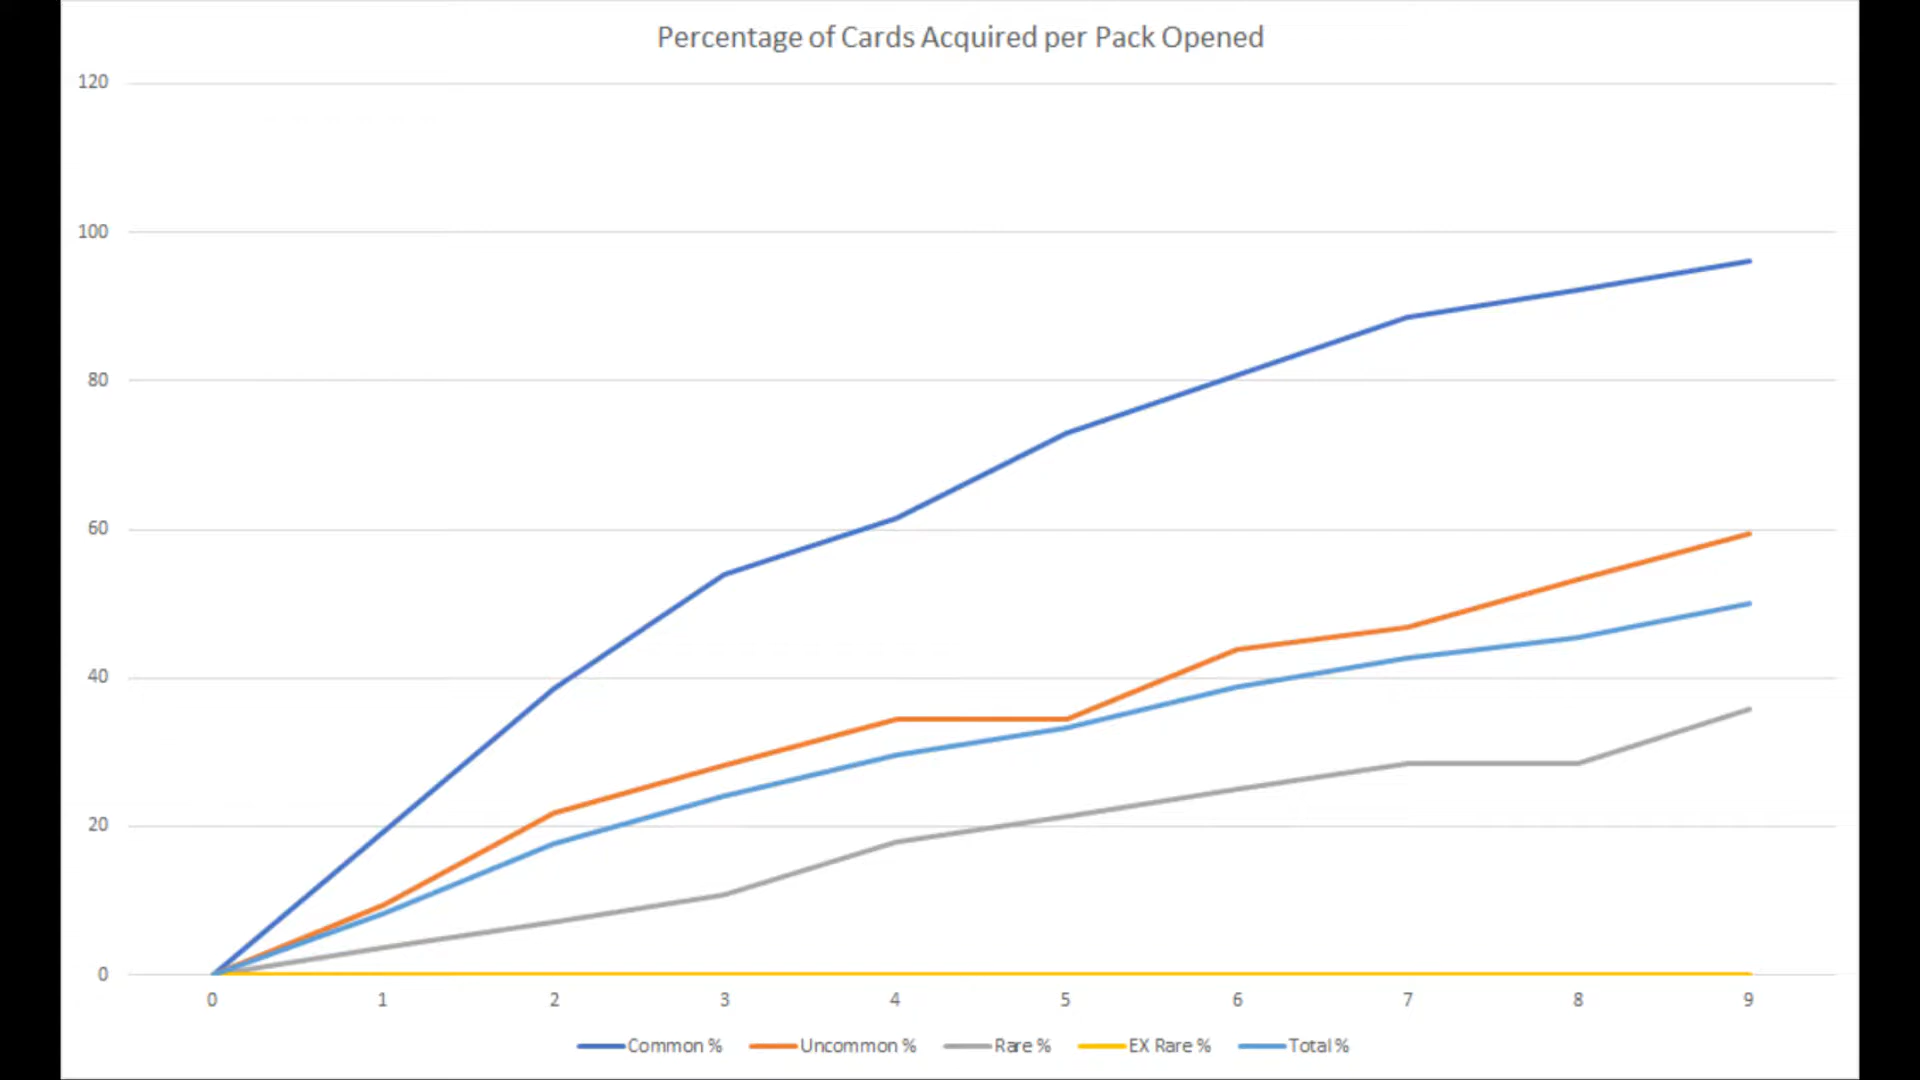 Percentage of Cards Acquired per Pack Opened
120
100
80
60
40
20
0
0 1 2 3 4 5 6 7 8 9
Common % Uncommon % Rare % EX Rare % Total %